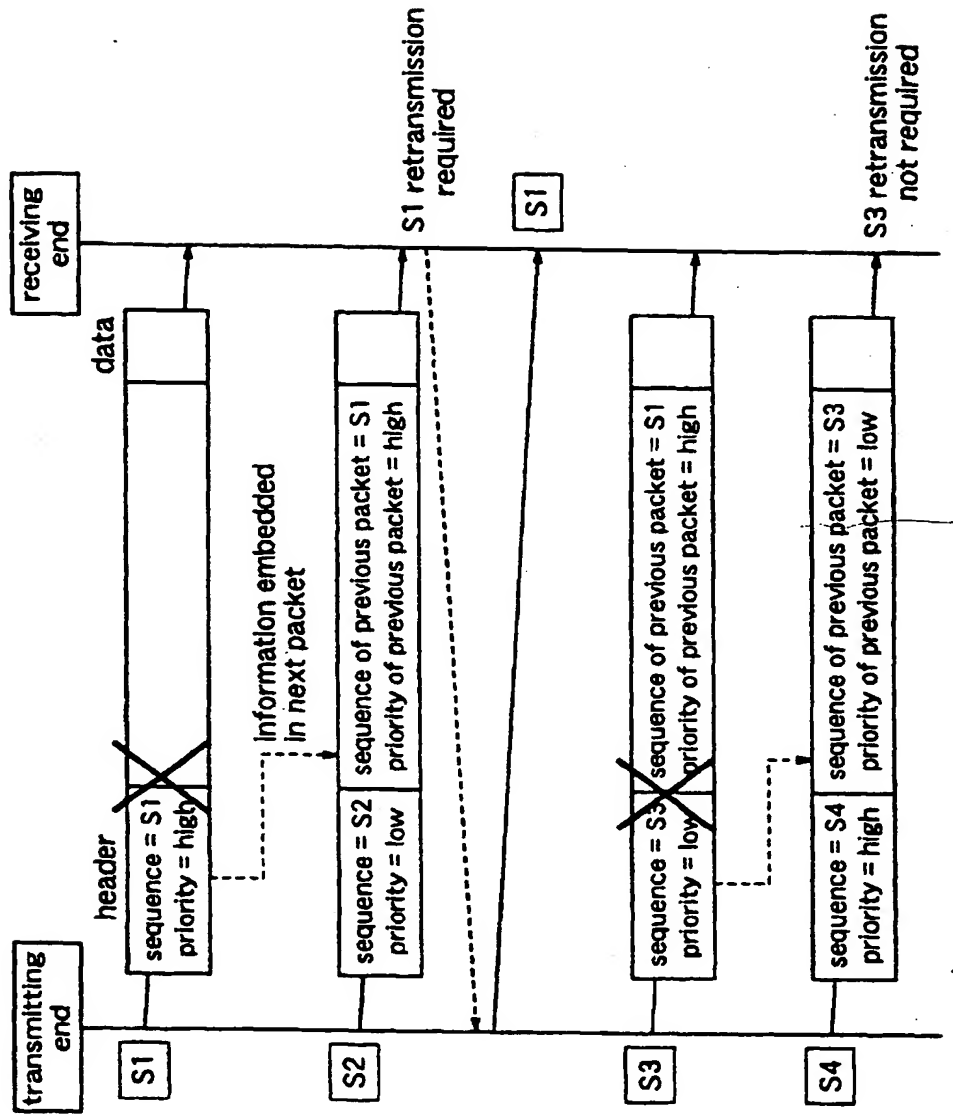 transmitting
end
receiving
end
header
data
S1
sequence = S1
priority = high
information embedded
in next packet
S2
sequence = S2
priority = low
sequence of previous packet = S1
priority of previous packet = high
S1 retransmission
required
S1
S3
sequence = S3
priority = low
sequence of previous packet = S1
priority of previous packet = high
S4
sequence = S4
priority = high
sequence of previous packet = S3
priority of previous packet = low
S3 retransmission
not required